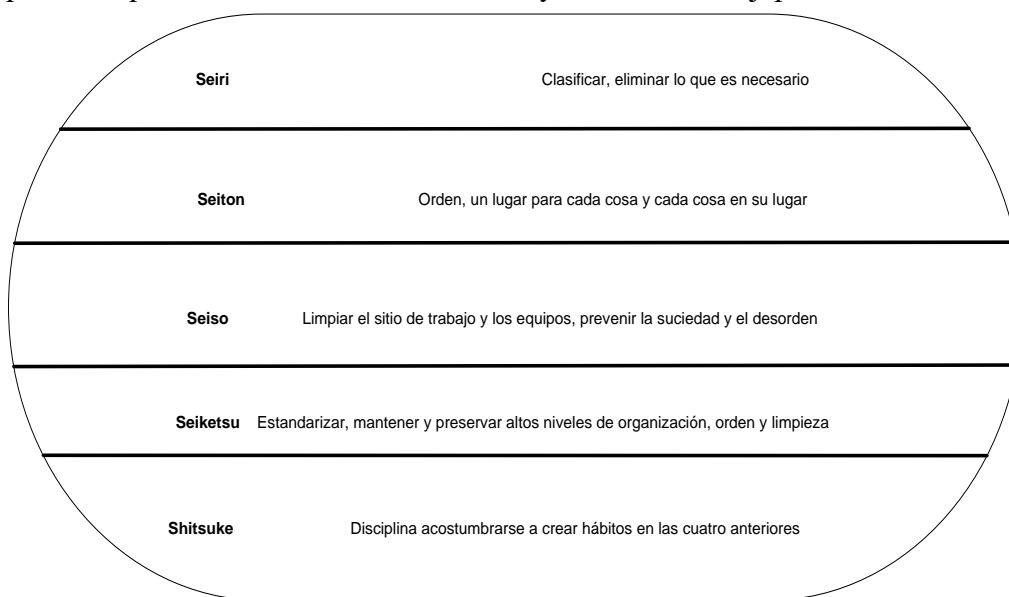 Seiri Clasificar, eliminar lo que es necesario
Seiton Orden, un lugar para cada cosa y cada cosa en su lugar
Seiso Limpiar el sitio de trabajo y los equipos, prevenir la suciedad y el desorden
Seiketsu Estandarizar, mantener y preservar altos niveles de organización, orden y limpieza
Shitsuke Disciplina acostumbrarse a crear hábitos en las cuatro anteriores